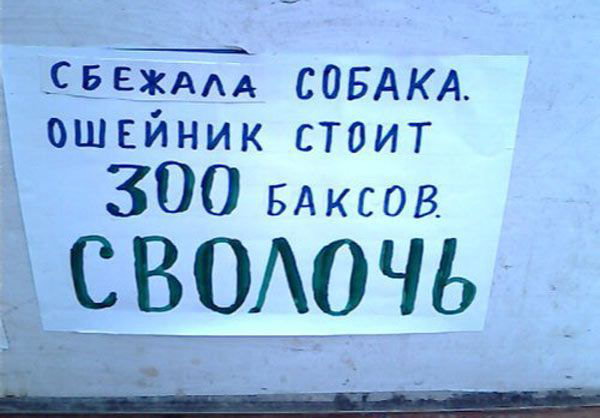 СБЕЖАЛА СОБАКА.
ОШЕЙНИК СТОИТ
300 БАКСОВ.
СВОЛОЧЬ